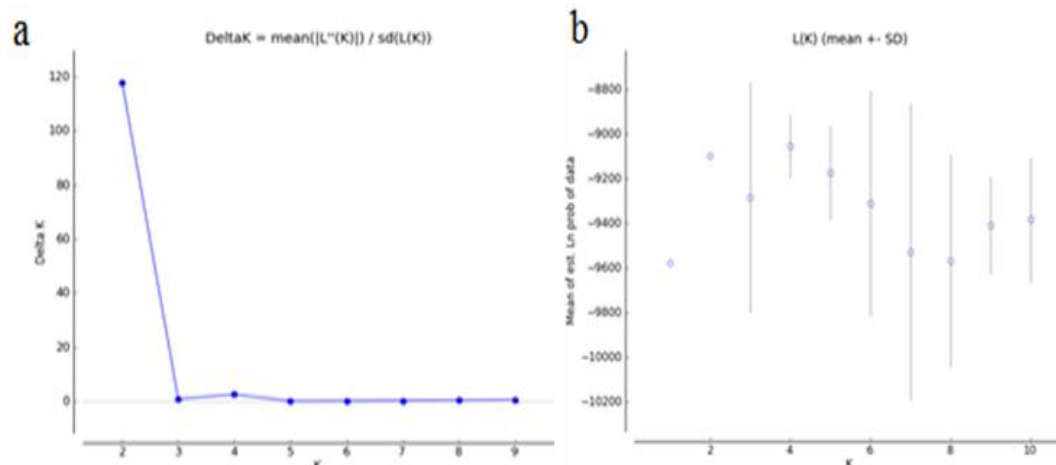 a
DeltaK = mean(|L''(K)|) / sd(L(K))
Delta K
120
100
80
60
40
20
0
2 3 4 5 6 7 8 9
K
b
L(K) (mean +- SD)
Mean of est. Ln prob of data
−8800
−9000
−9200
−9400
−9600
−9800
−10000
−10200
2 4 6 8 10
K